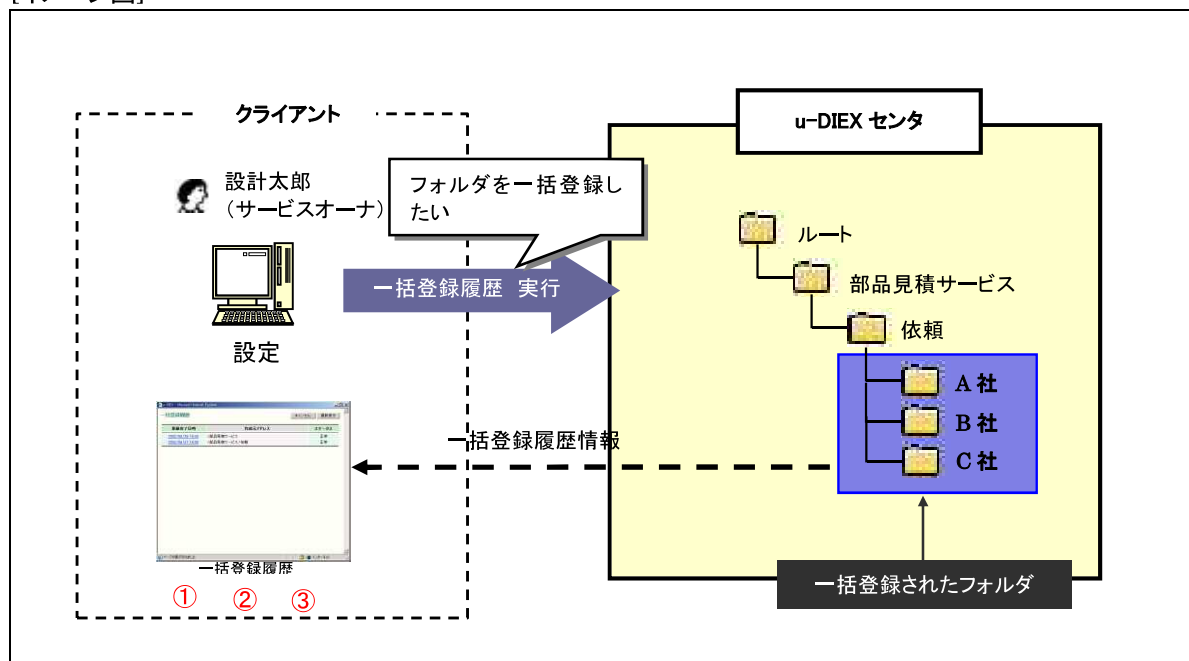 クライアント
u-DIEX センタ
設計太郎
（サービスオーナ）
フォルダを一括登録し
たい
一括登録履歴 実行
設定
ルート
部品見積サービス
依頼
A 社
B 社
C 社
一括登録履歴情報
一括登録履歴
① ② ③
一括登録されたフォルダ